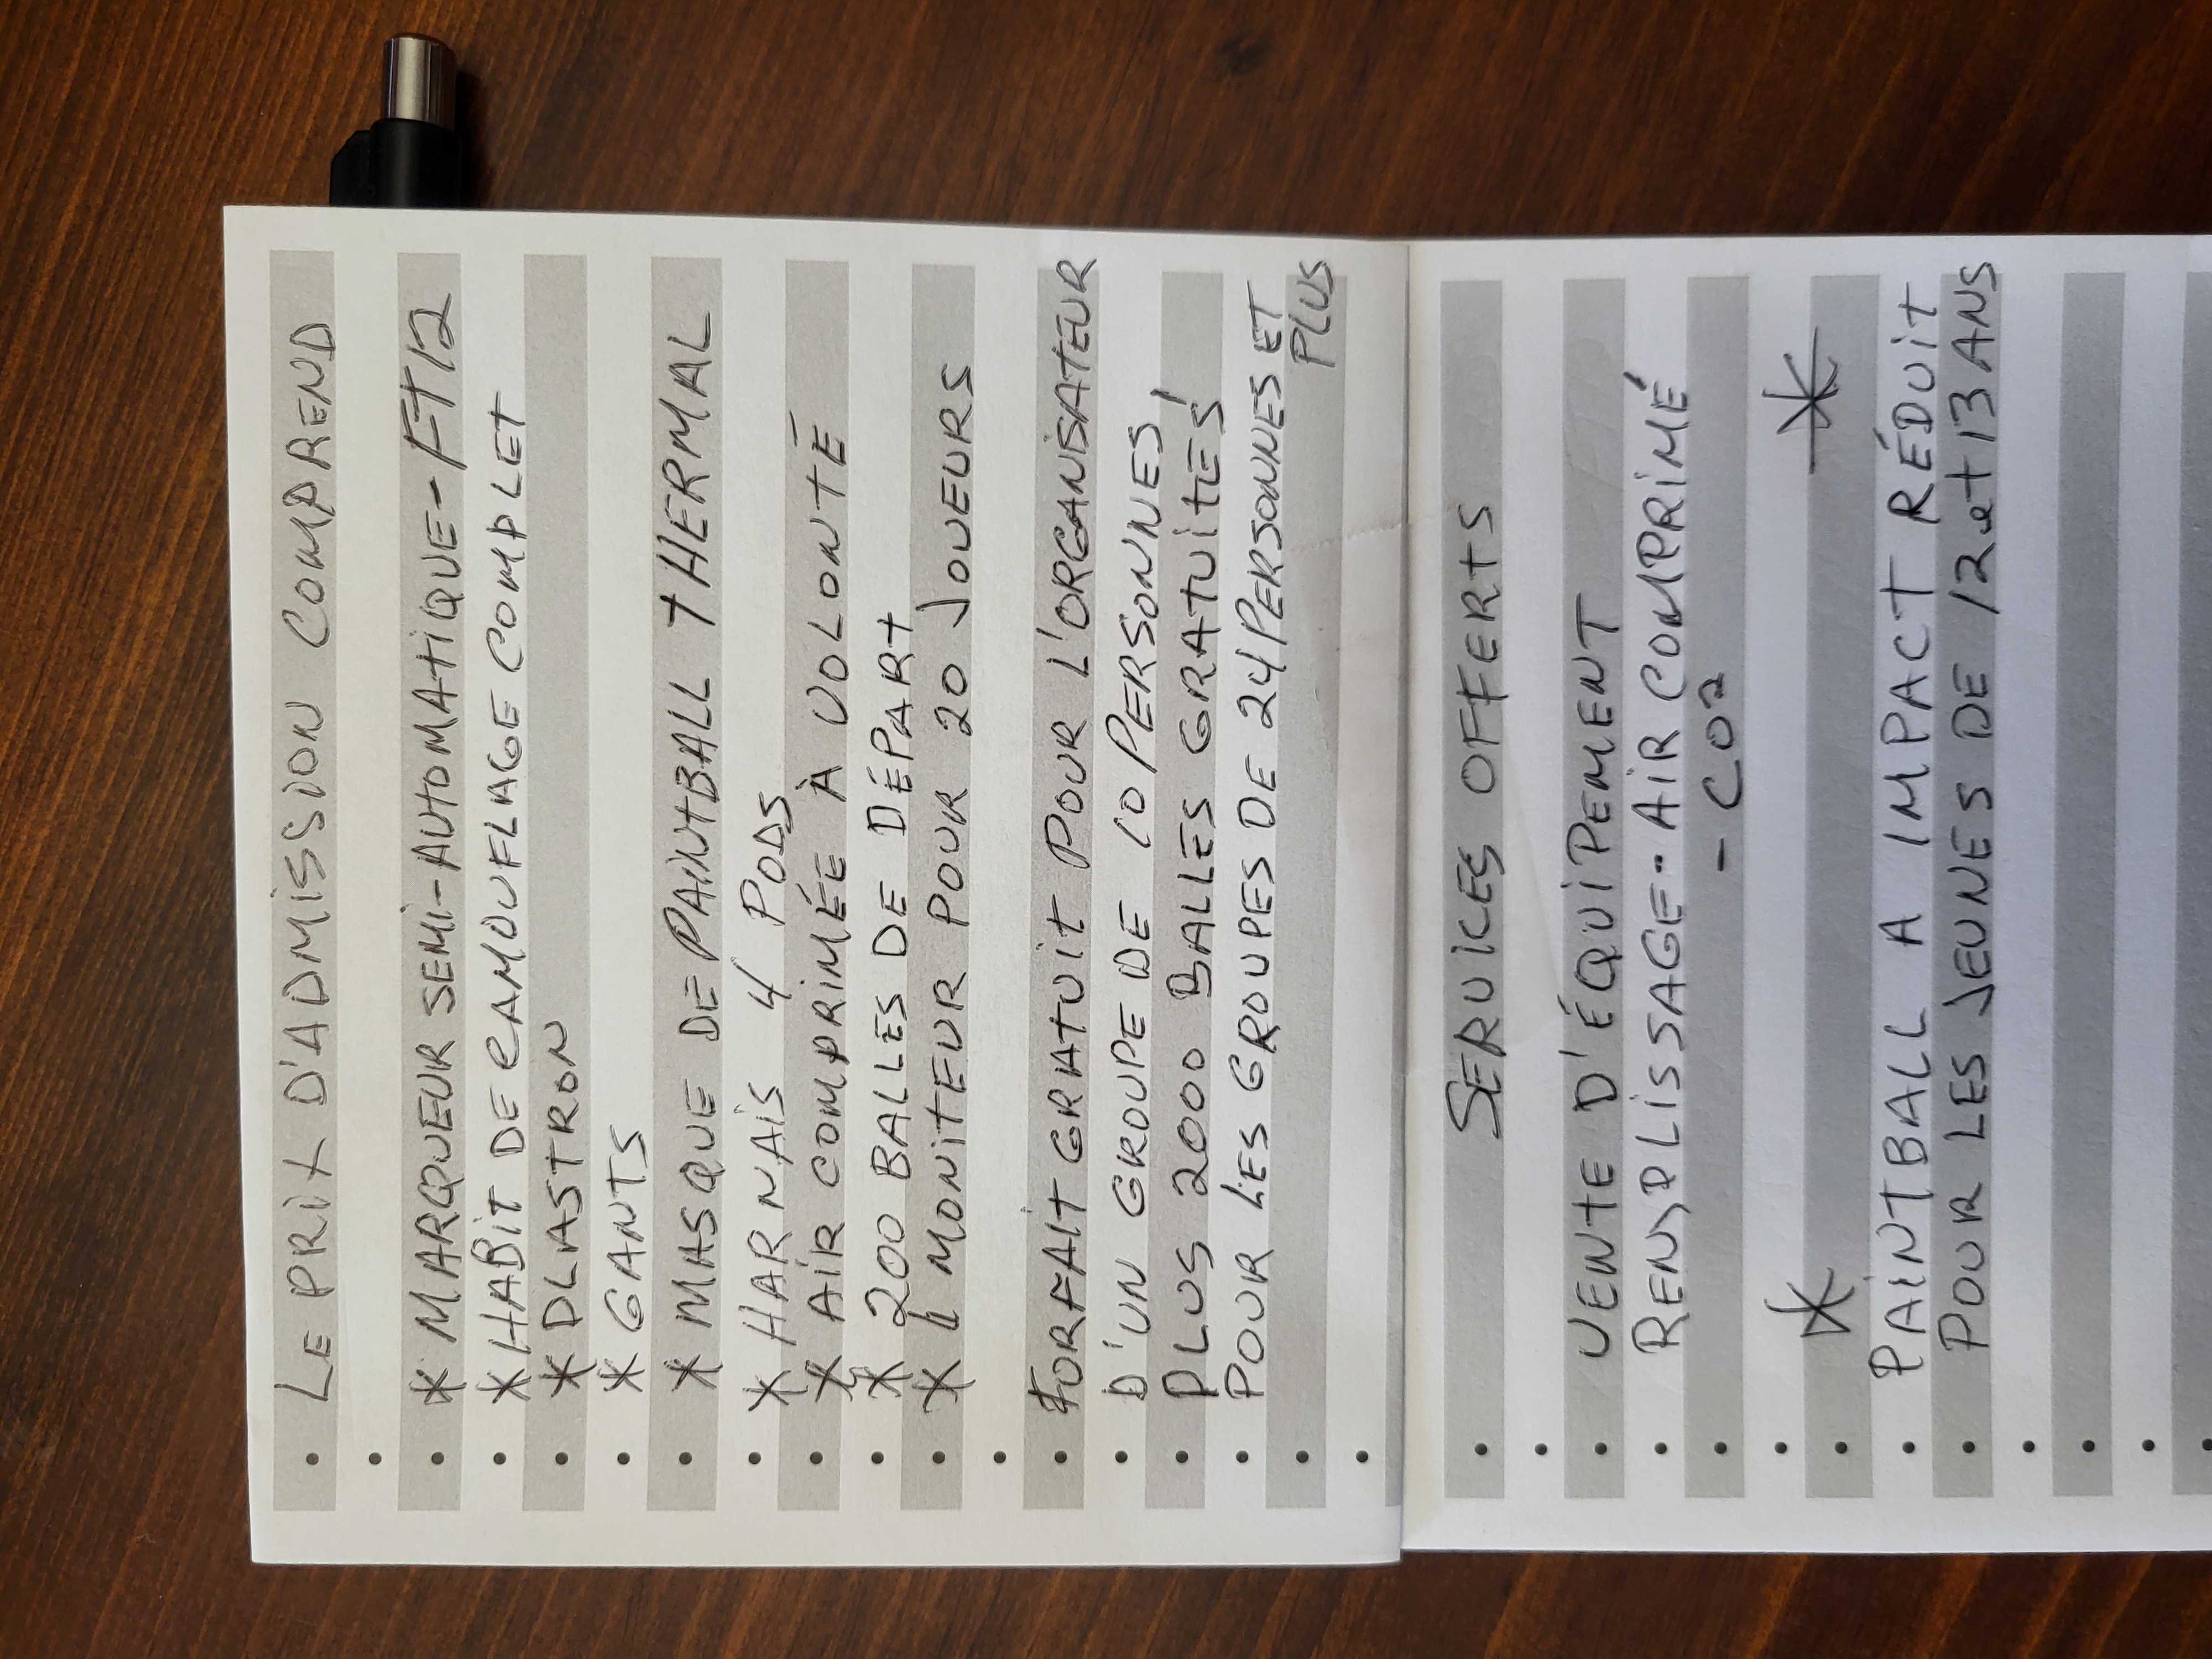 LE PRIX D'ADMISSION COMPREND
* MARQUEUR SEMI-AUTOMATIQUE - FT12
* HABIT DE CAMOUFLAGE COMPLET
* PLASTRON
* GANTS
* MASQUE DE PAINTBALL THERMAL
* HARNAIS 4 PODS
* AIR COMPRIMÉE À VOLONTÉ
* 200 BALLES DE DÉPART
* 1 MONITEUR POUR 20 JOUEURS
FORFAIT GRATUIT POUR L'ORGANISATEUR
D'UN GROUPE DE 10 PERSONNES,
PLUS 2000 BALLES GRATUITES
POUR LES GROUPES DE 24 PERSONNES ET
PLUS
SERVICES OFFERTS
VENTE D'ÉQUIPEMENT
REMPLISSAGE - AIR COMPRIMÉ
- CO2
* *
PAINTBALL A IMPACT RÉDUIT
POUR LES JEUNES DE 12 et 13 ANS